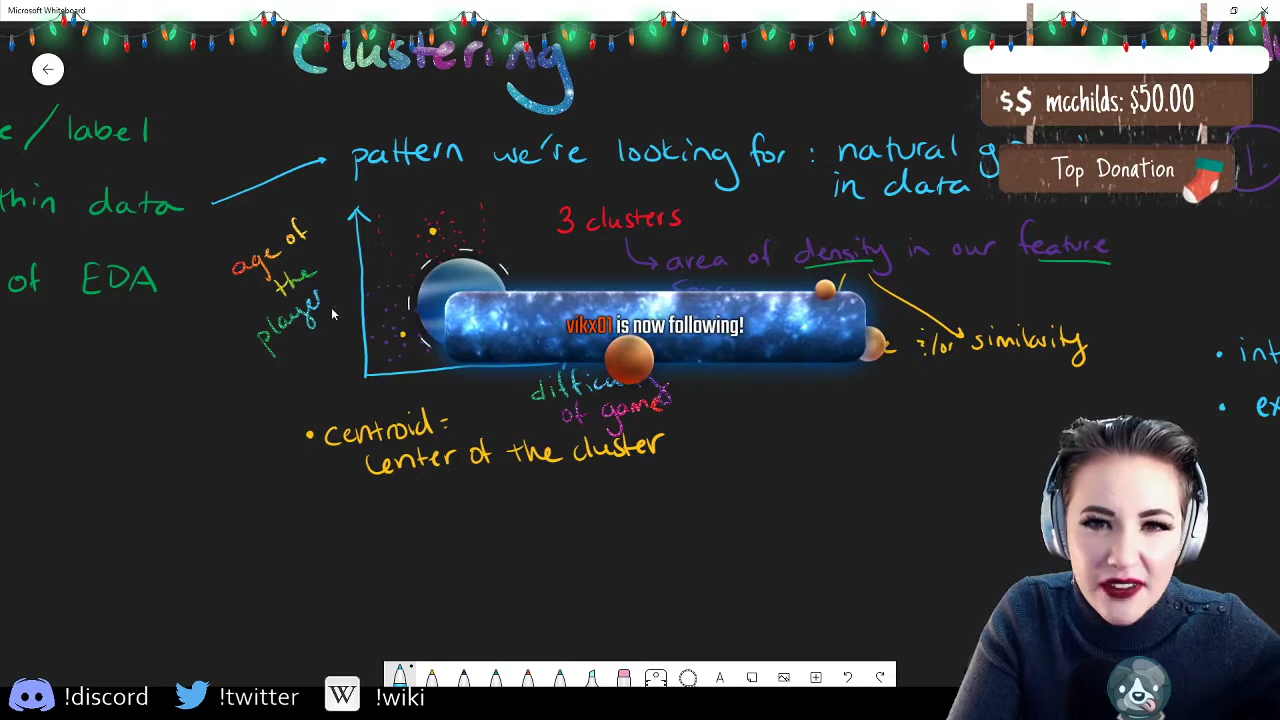 Microsoft Whiteboard
Clustering
$$ mcchilds: $50.00
Top Donation
e/label
thin data
of EDA
pattern we're looking for : natural
in data
1.
3 clusters
area of density in our feature
age of
the
player
vikx01 is now following!
similarity
difficu
of game
• centroid =
center of the cluster
• int
• ex
!discord
!twitter
W !wiki